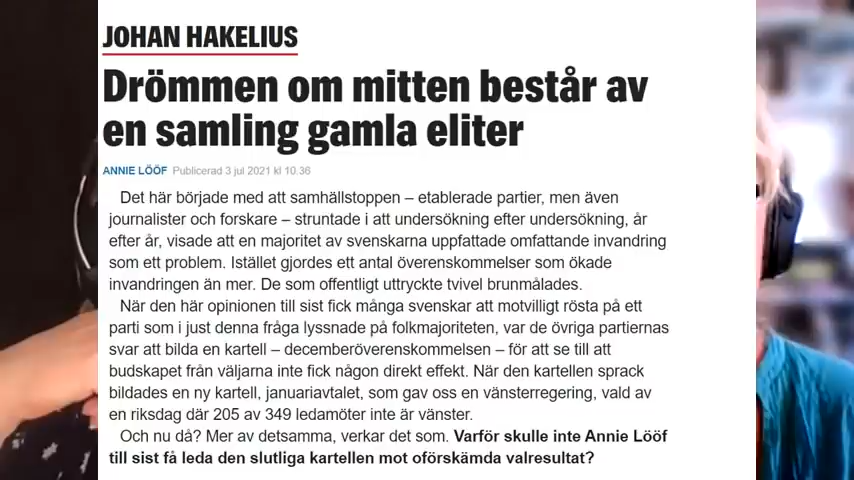 JOHAN HAKELIUS
Drömmen om mitten består av
en samling gamla eliter
ANNIE LÖÖF Publicerad 3 jul 2021 kl 10.36
Det här började med att samhällstoppen – etablerade partier, men även
journalister och forskare – struntade i att undersökning efter undersökning, år
efter år, visade att en majoritet av svenskarna uppfattade omfattande invandring
som ett problem. Istället gjordes ett antal överenskommelser som ökade
invandringen än mer. De som offentligt uttryckte tvivel brunmålades.
När den här opinionen till sist fick många svenskar att motvilligt rösta på ett
parti som i just denna fråga lyssnade på folkmajoriteten, var de övriga partiernas
svar att bilda en kartell – decemberöverenskommelsen – för att se till att
budskapet från väljarna inte fick någon direkt effekt. När den kartellen sprack
bildades en ny kartell, januariavtalet, som gav oss en vänsterregering, vald av
en riksdag där 205 av 349 ledamöter inte är vänster.
Och nu då? Mer av detsamma, verkar det som. Varför skulle inte Annie Lööf
till sist få leda den slutliga kartellen mot oförskämda valresultat?